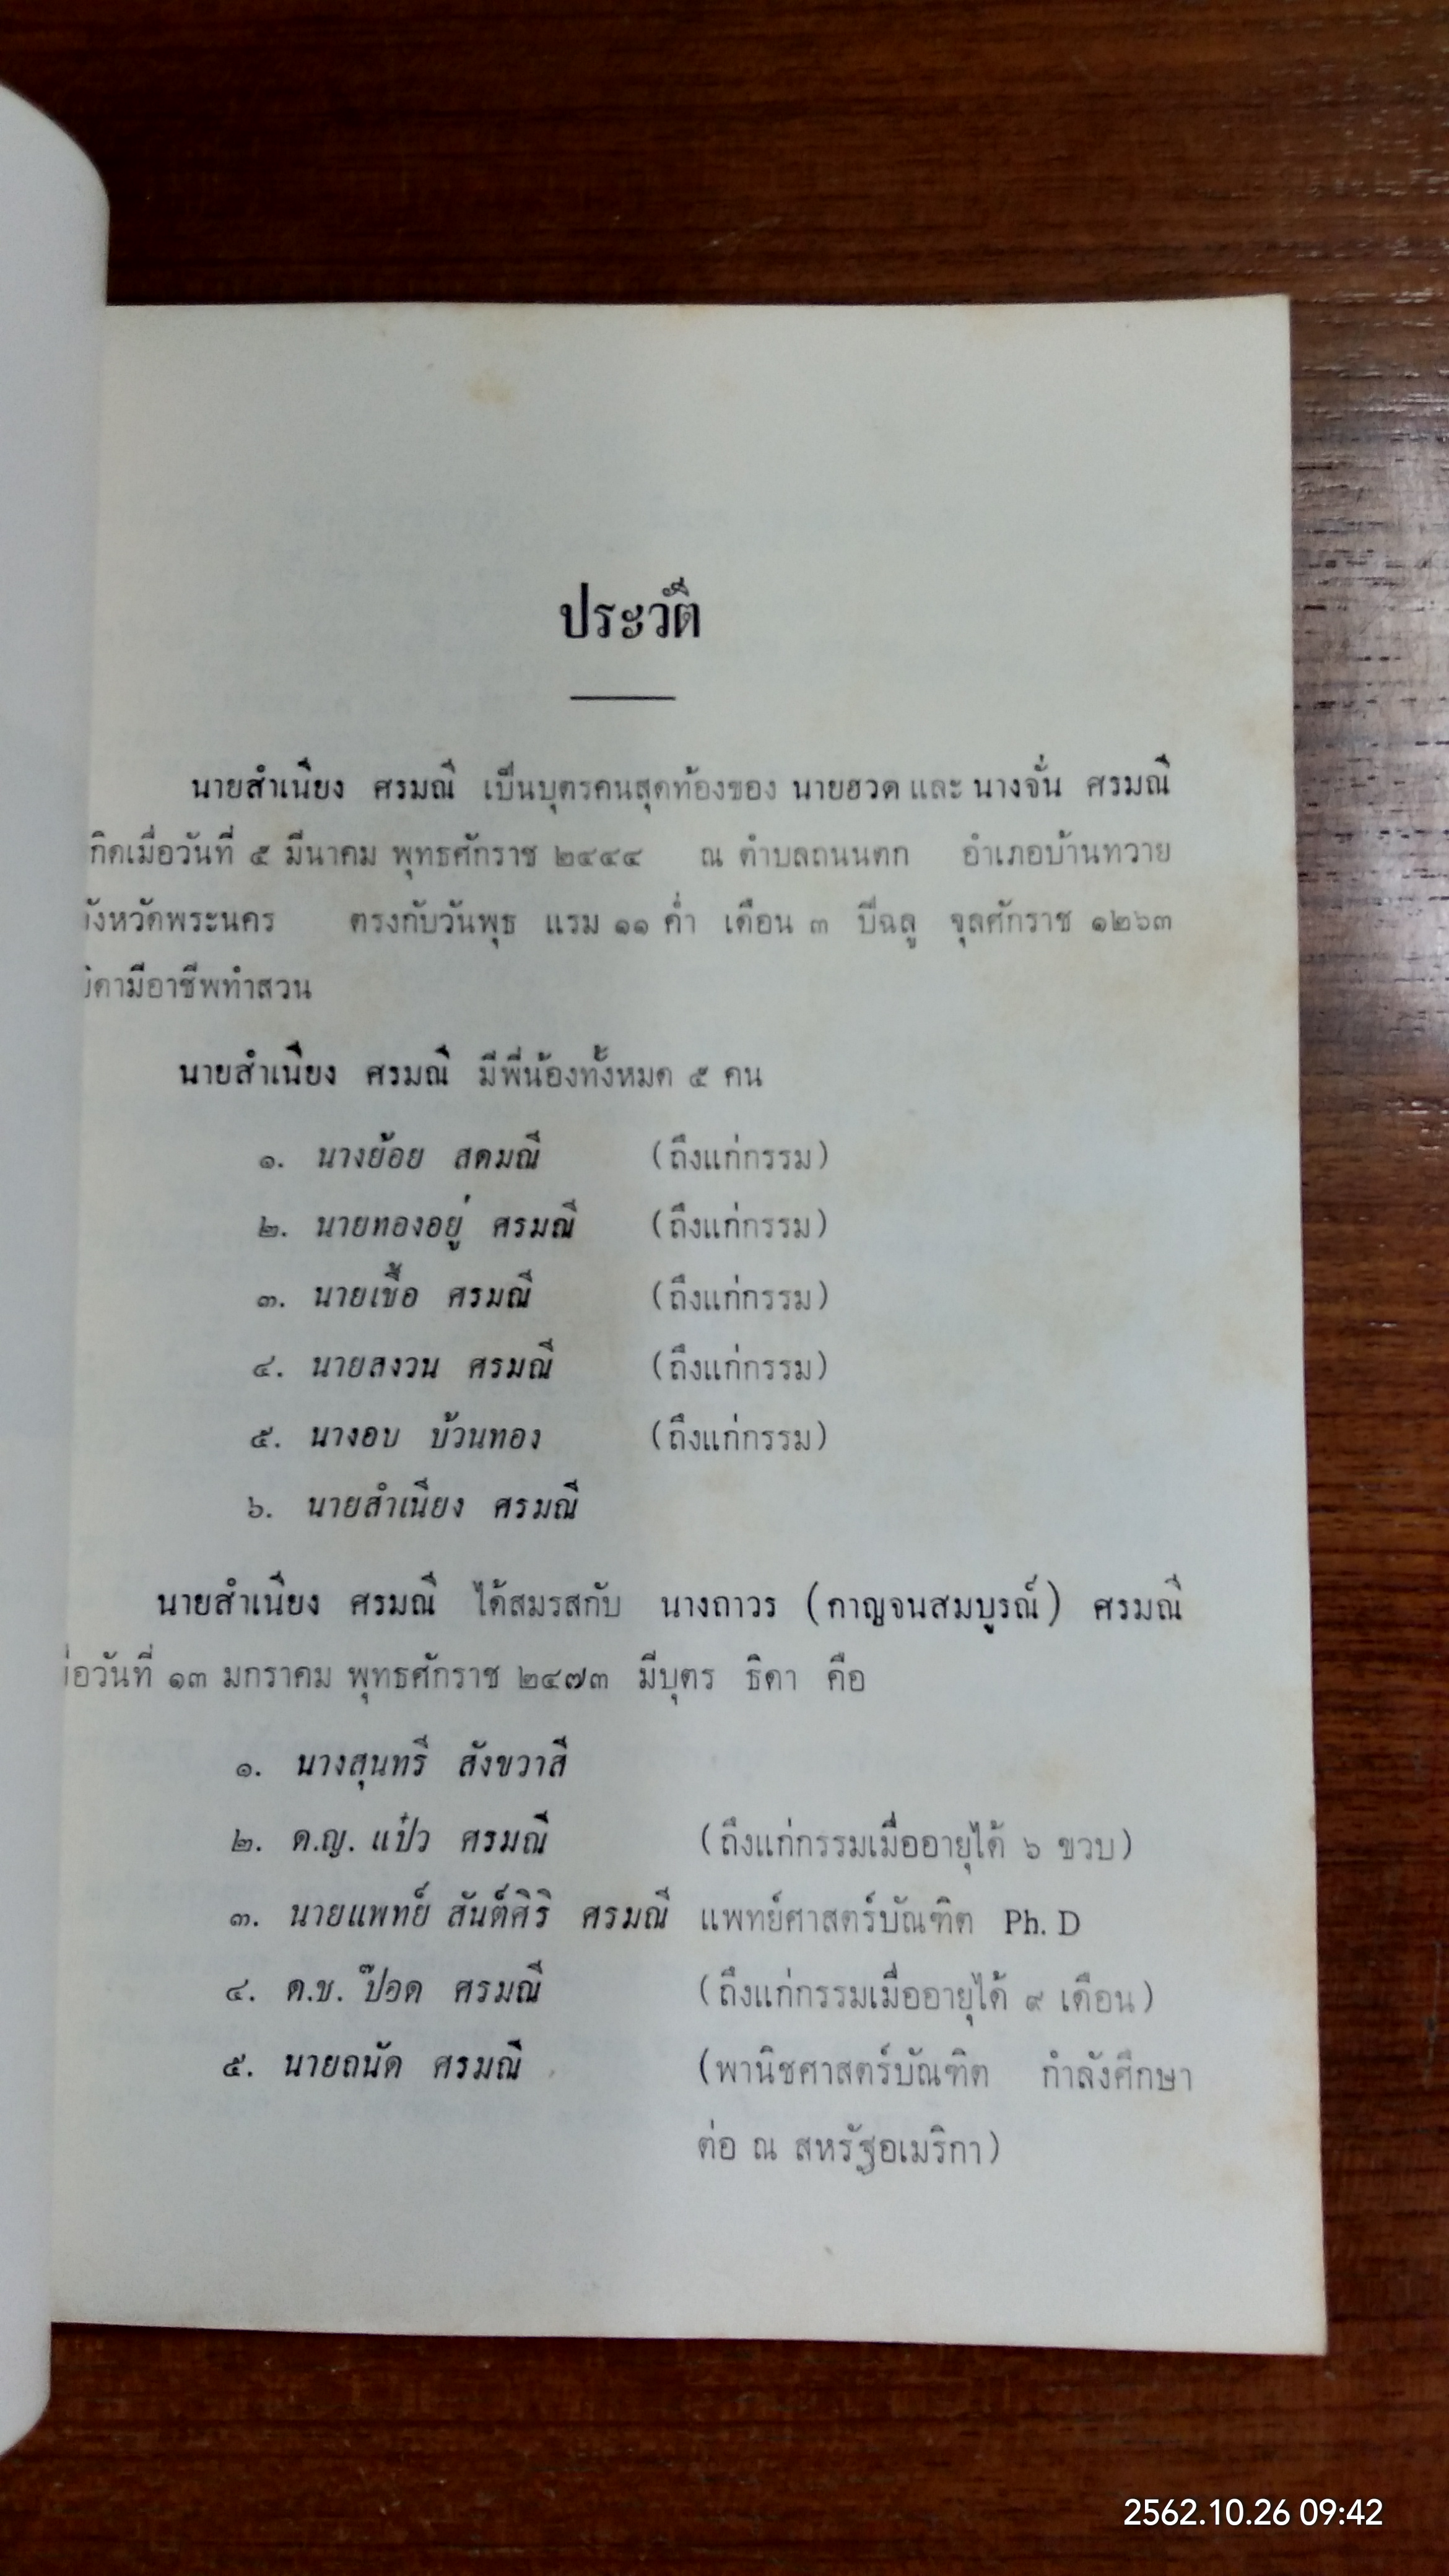 ประวัติ
นายสำเนียง ศรมณี เป็นบุตรคนสุดท้องของ นายฮวด และ นางจั่น ศรมณี
กิดเมื่อวันที่ ๕ มีนาคม พุทธศักราช ๒๔๔๔ ณ ตำบลถนนตก อำเภอบ้านทวาย
ังหวัดพระนคร ตรงกับวันพุธ แรม ๑๑ ค่ำ เดือน ๓ ปีฉลู จุลศักราช ๑๒๖๓
ิดามีอาชีพทำสวน
นายสำเนียง ศรมณี มีพี่น้องทั้งหมด ๕ คน
๑. นางย้อย สดมณี (ถึงแก่กรรม)
๒. นายทองอยู่ ศรมณี (ถึงแก่กรรม)
๓. นายเชื้อ ศรมณี (ถึงแก่กรรม)
๔. นายสงวน ศรมณี (ถึงแก่กรรม)
๕. นางอบ บ้วนทอง (ถึงแก่กรรม)
๖. นายสำเนียง ศรมณี
นายสำเนียง ศรมณี ได้สมรสกับ นางถาวร (กาญจนสมบูรณ์) ศรมณี
ื่อวันที่ ๑๓ มกราคม พุทธศักราช ๒๔๗๓ มีบุตร ธิดา คือ
๑. นางสุนทรี สังขวาสี
๒. ด.ญ. แป๋ว ศรมณี (ถึงแก่กรรมเมื่ออายุได้ ๖ ขวบ)
๓. นายแพทย์ สันต์ศิริ ศรมณี แพทย์ศาสตร์บัณฑิต Ph. D
๔. ด.ช. ป๊อด ศรมณี (ถึงแก่กรรมเมื่ออายุได้ ๙ เดือน)
๕. นายถนัด ศรมณี (พานิชศาสตร์บัณฑิต กำลังศึกษา
ต่อ ณ สหรัฐอเมริกา)
2562.10.26 09:42